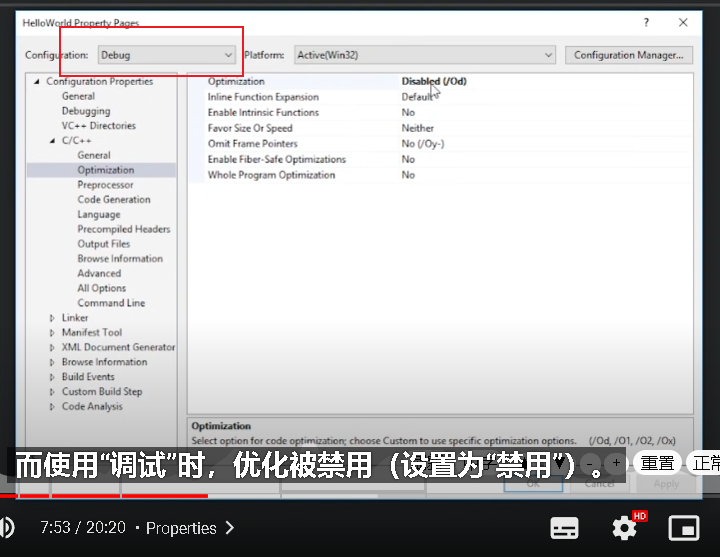 HelloWorld Property Pages
?
Configuration: Debug Platform: Active(Win32) Configuration Manager...
Configuration Properties
General
Debugging
VC++ Directories
C/C++
General
Optimization
Preprocessor
Code Generation
Language
Precompiled Headers
Output Files
Browse Information
Advanced
All Options
Command Line
Linker
Manifest Tool
XML Document Generator
Browse Information
Build Events
Custom Build Step
Code Analysis
Optimization Disabled (/Od)
Inline Function Expansion Default
Enable Intrinsic Functions No
Favor Size Or Speed Neither
Omit Frame Pointers No (/Oy-)
Enable Fiber-Safe Optimizations No
Whole Program Optimization No
Optimization
Select option for code optimization; choose Custom to use specific optimization options. (/Od, /O1, /O2, /Ox)
而使用“调试”时，优化被禁用（设置为“禁用”）。
- + 重置 正常
OK Cancel Apply
7:53 / 20:20 • Properties
HD